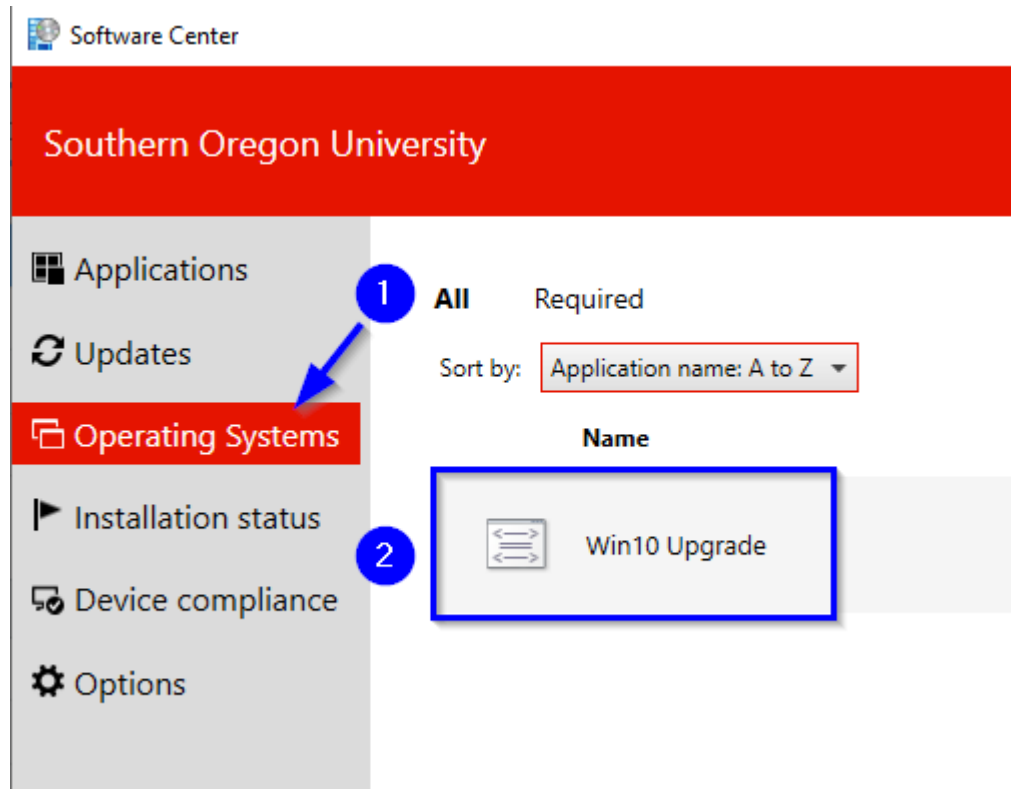 Software Center
Southern Oregon University
Applications
Updates
Operating Systems
Installation status
Device compliance
Options
1
All Required
Sort by: Application name: A to Z
Name
2
Win10 Upgrade